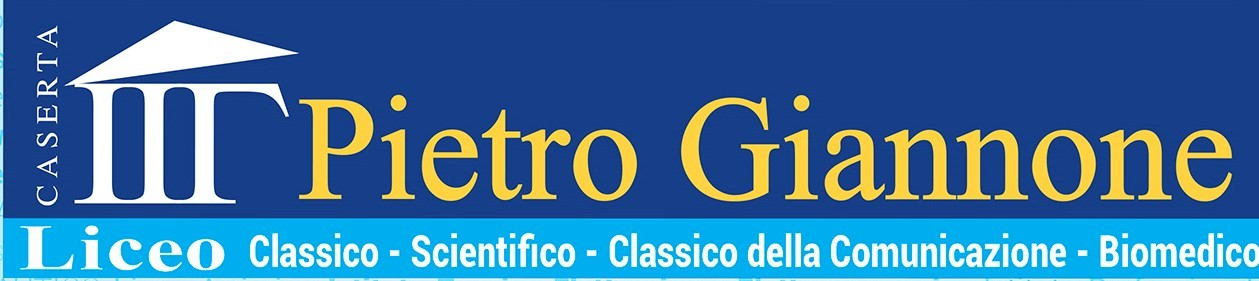 CASERTA
Pietro Giannone
Liceo Classico - Scientifico - Classico della Comunicazione - Biomedico